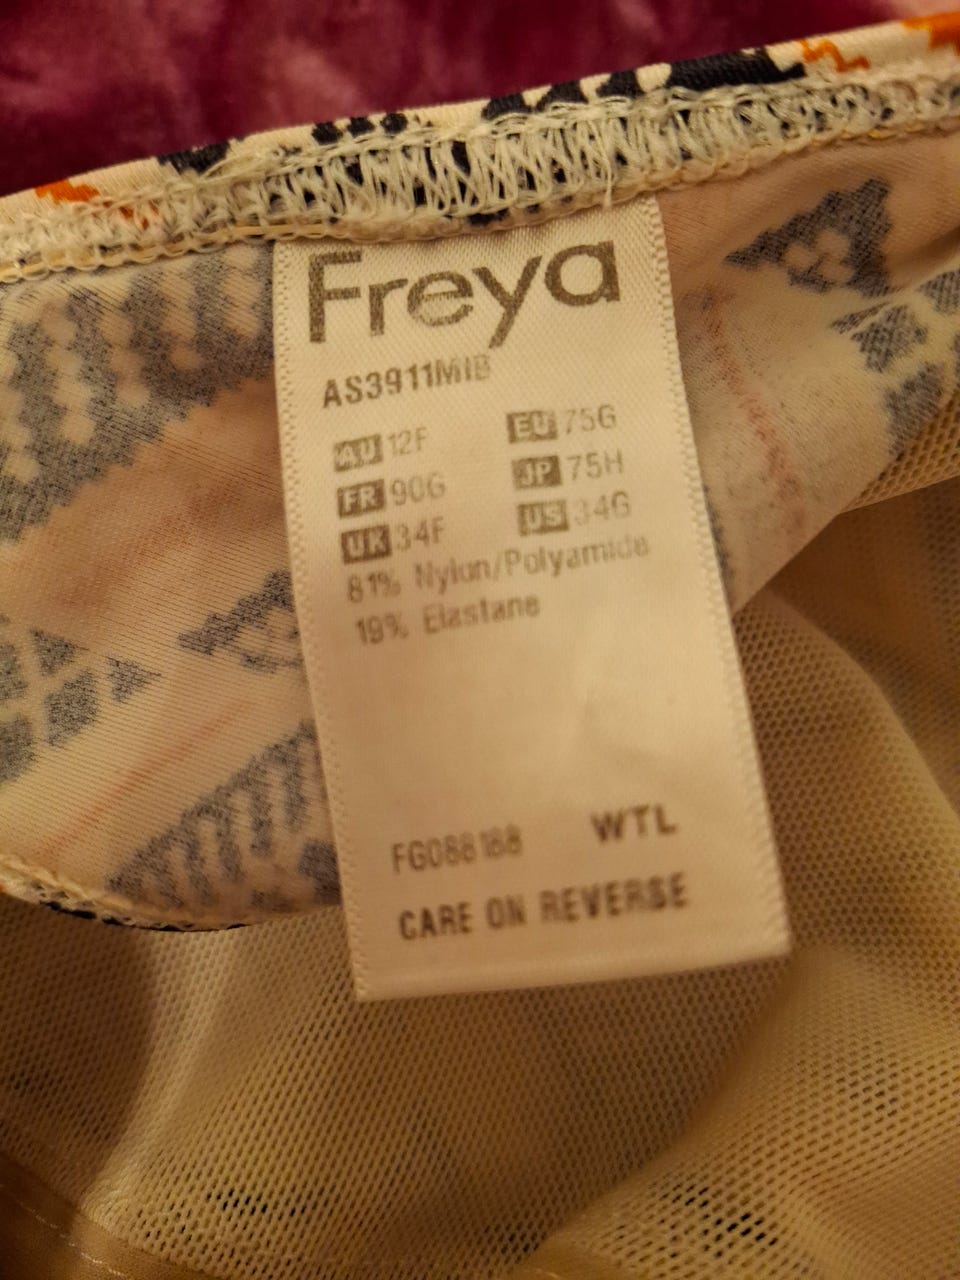 Freya
AS3911MIB
AU 12F EU 75G
FR 90G JP 75H
UK 34F US 34G
81% Nylon/Polyamide
19% Elastane
FG088188 WTL
CARE ON REVERSE